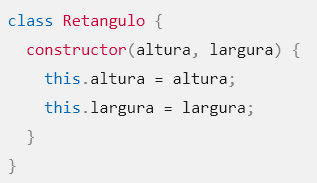 class Retangulo {
  constructor(altura, largura) {
    this.altura = altura;
    this.largura = largura;
  }
}